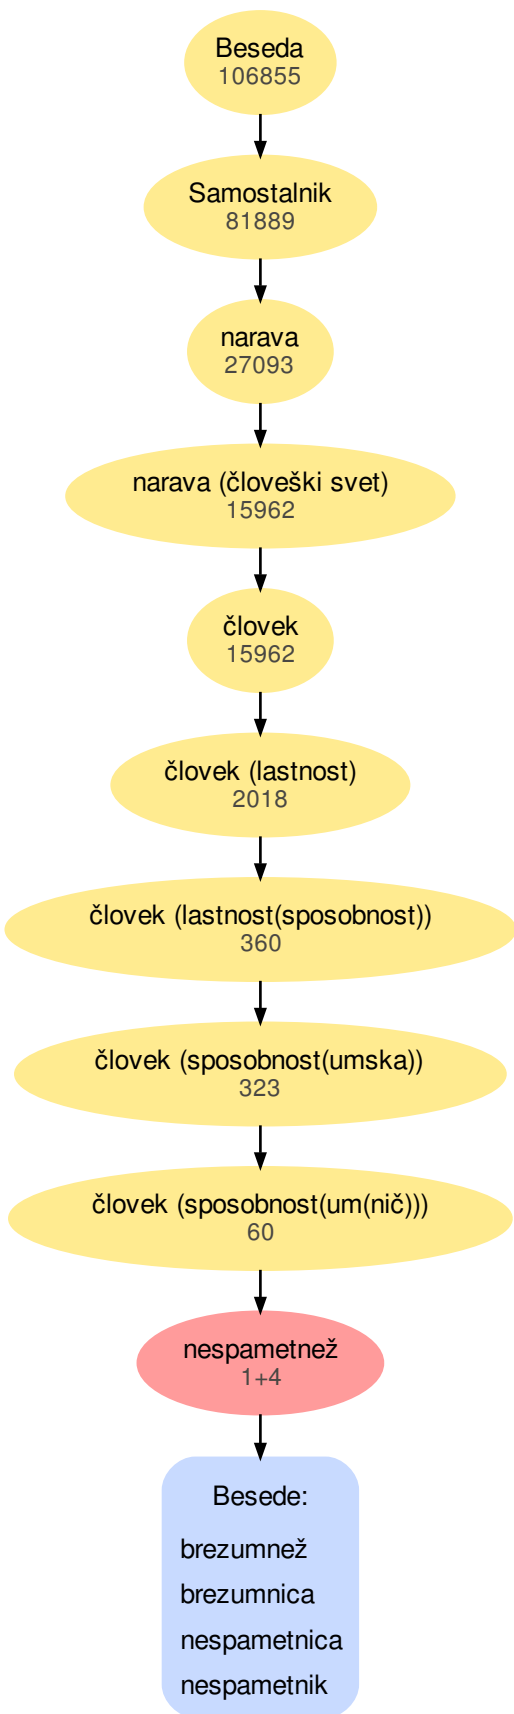 Beseda
106855
Samostalnik
81889
narava
27093
narava (človeški svet)
15962
človek
15962
človek (lastnost)
2018
človek (lastnost(sposobnost))
360
človek (sposobnost(umska))
323
človek (sposobnost(um(nič)))
60
nespametnež
1+4
Besede:
brezumnež
brezumnica
nespametnica
nespametnik